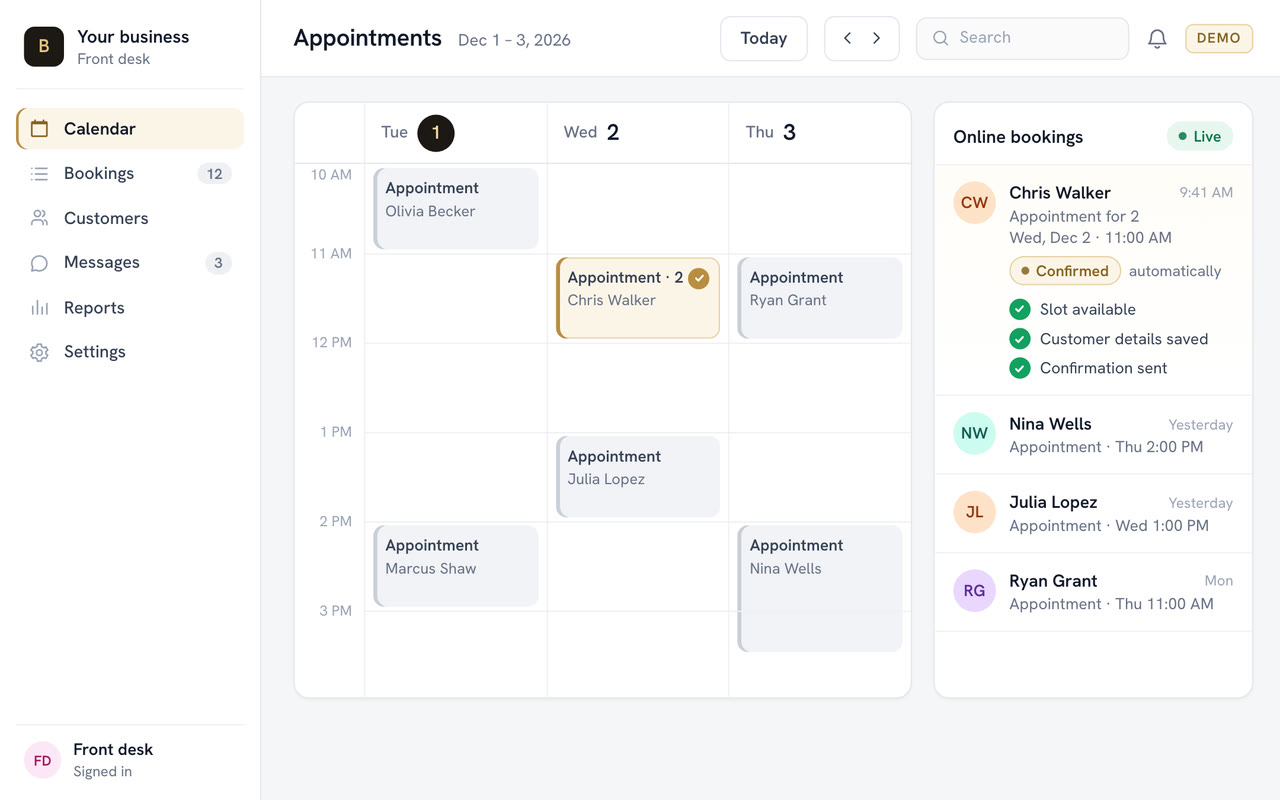 B
Your business
Front desk
Calendar
Bookings 12
Customers
Messages 3
Reports
Settings
FD
Front desk
Signed in
Appointments Dec 1 – 3, 2026
Today
Search
DEMO
Tue 1
Wed 2
Thu 3
10 AM
11 AM
12 PM
1 PM
2 PM
3 PM
Appointment
Olivia Becker
Appointment
Marcus Shaw
Appointment · 2
Chris Walker
Appointment
Julia Lopez
Appointment
Ryan Grant
Appointment
Nina Wells
Online bookings
Live
CW
Chris Walker 9:41 AM
Appointment for 2
Wed, Dec 2 · 11:00 AM
Confirmed automatically
Slot available
Customer details saved
Confirmation sent
NW
Nina Wells Yesterday
Appointment · Thu 2:00 PM
JL
Julia Lopez Yesterday
Appointment · Wed 1:00 PM
RG
Ryan Grant Mon
Appointment · Thu 11:00 AM